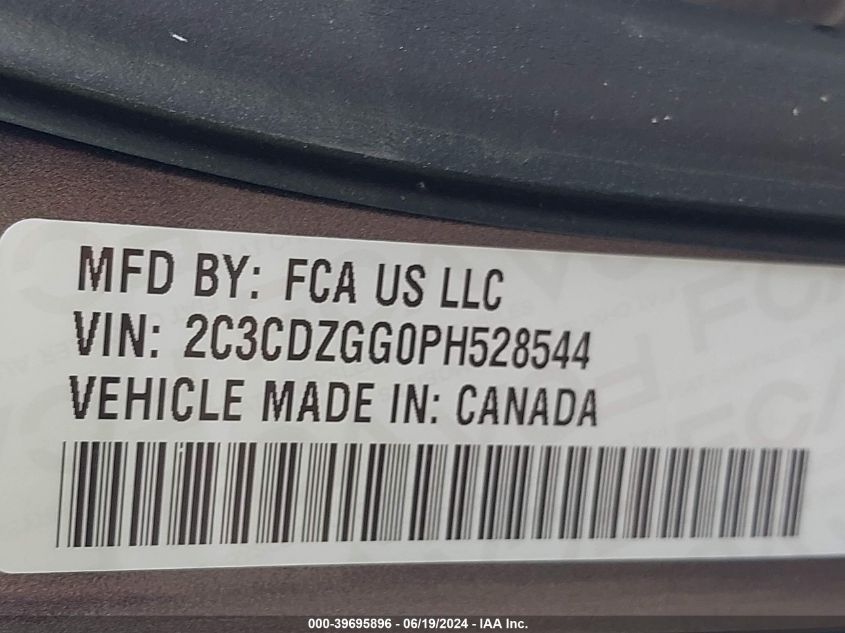 MFD BY: FCA US LLC
VIN: 2C3CDZGG0PH528544
VEHICLE MADE IN: CANADA
000-39695896 - 06/19/2024 - IAA Inc.